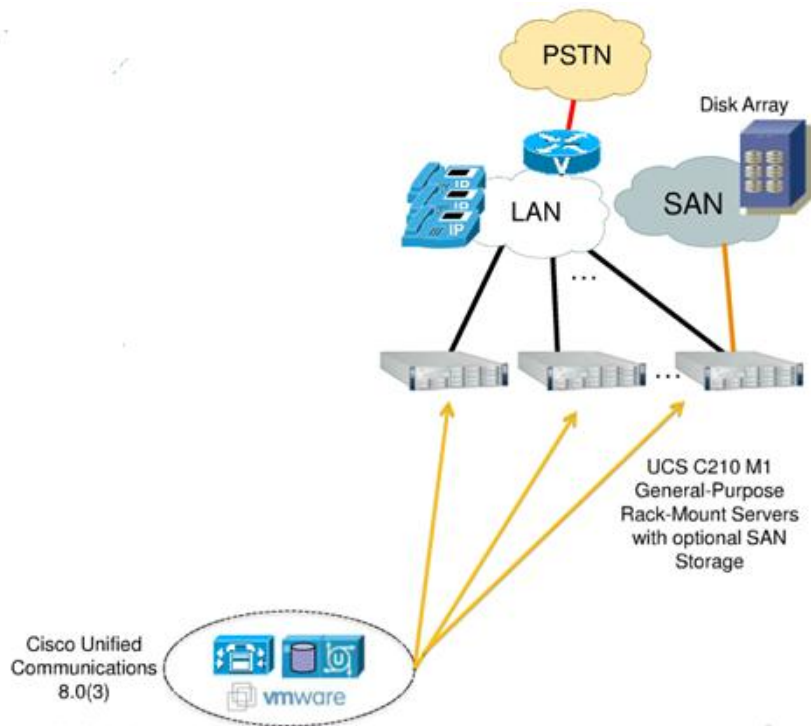 PSTN
Disk Array
V
LAN
SAN
IP
...
...
UCS C210 M1
General-Purpose
Rack-Mount Servers
with optional SAN
Storage
Cisco Unified
Communications
8.0(3)
U
vmware